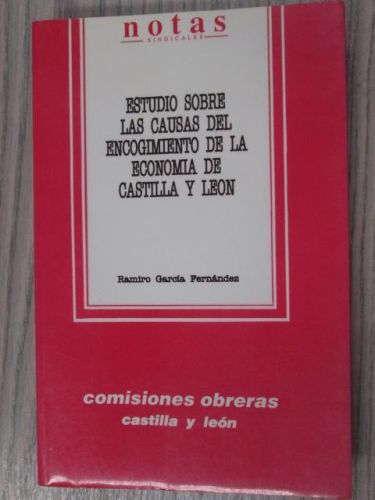 notas
SINDICALES
ESTUDIO SOBRE
LAS CAUSAS DEL
ENCOGIMIENTO DE LA
ECONOMIA DE
CASTILLA Y LEON
Ramiro García Fernández
comisiones obreras
castilla y león